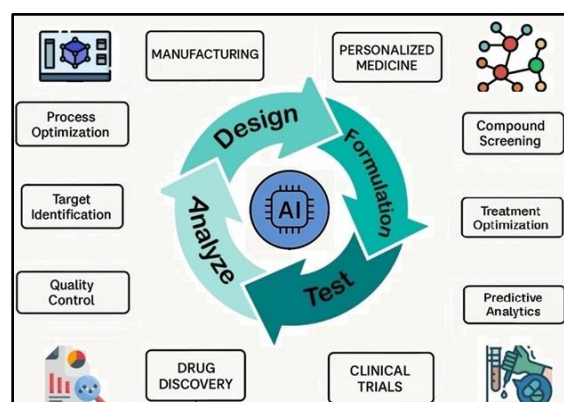 MANUFACTURING
PERSONALIZED
MEDICINE
Process
Optimization
Design
Formulation
Compound
Screening
Target
Identification
AI
Treatment
Optimization
Analyze
Test
Quality
Control
Predictive
Analytics
DRUG
DISCOVERY
CLINICAL
TRIALS